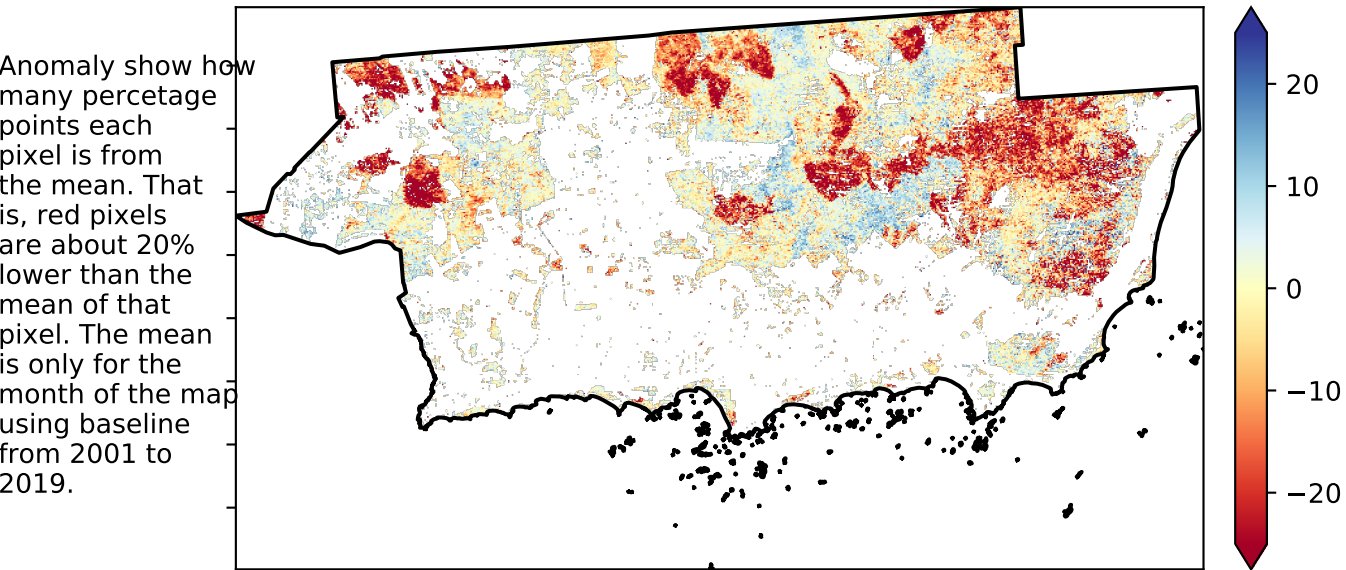 Anomaly show how
many percetage
points each
pixel is from
the mean. That
is, red pixels
are about 20%
lower than the
mean of that
pixel. The mean
is only for the
month of the map
using baseline
from 2001 to
2019.
20
10
0
−10
−20